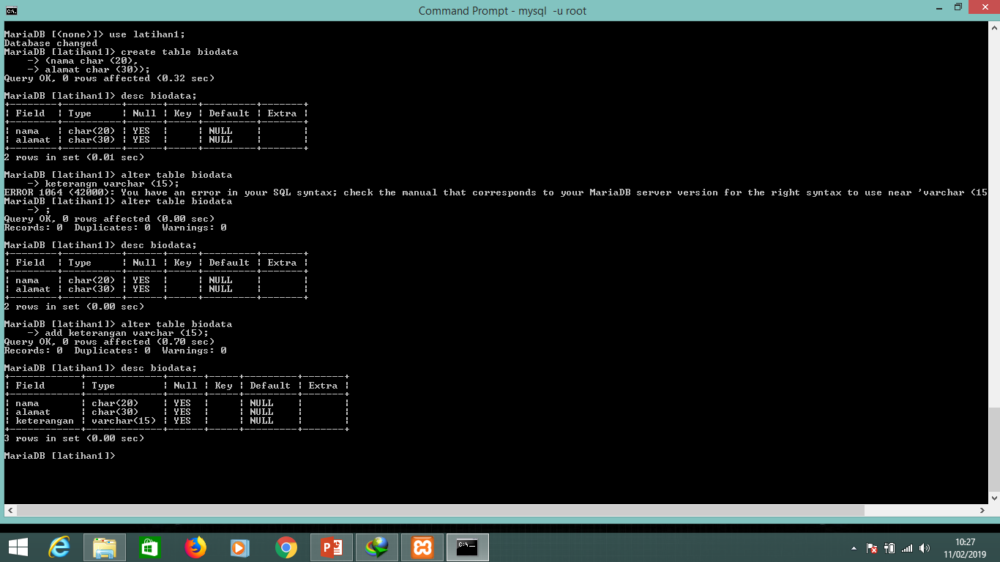 Command Prompt - mysql  -u root
MariaDB [(none)]> use latihan1;
Database changed
MariaDB [latihan1]> create table biodata
    -> (nama char (20),
    -> alamat char (30));
Query OK, 0 rows affected (0.32 sec)
MariaDB [latihan1]> desc biodata;
+--------+----------+------+-----+---------+-------+
| Field  | Type     | Null | Key | Default | Extra |
+--------+----------+------+-----+---------+-------+
| nama   | char(20) | YES  |     | NULL    |       |
| alamat | char(30) | YES  |     | NULL    |       |
+--------+----------+------+-----+---------+-------+
2 rows in set (0.01 sec)
MariaDB [latihan1]> alter table biodata
    -> keterangn varchar (15);
ERROR 1064 (42000): You have an error in your SQL syntax; check the manual that corresponds to your MariaDB server version for the right syntax to use near 'varchar (15
MariaDB [latihan1]> alter table biodata
    -> ;
Query OK, 0 rows affected (0.00 sec)
Records: 0  Duplicates: 0  Warnings: 0
MariaDB [latihan1]> desc biodata;
+--------+----------+------+-----+---------+-------+
| Field  | Type     | Null | Key | Default | Extra |
+--------+----------+------+-----+---------+-------+
| nama   | char(20) | YES  |     | NULL    |       |
| alamat | char(30) | YES  |     | NULL    |       |
+--------+----------+------+-----+---------+-------+
2 rows in set (0.00 sec)
MariaDB [latihan1]> alter table biodata
    -> add keterangan varchar (15);
Query OK, 0 rows affected (0.70 sec)
Records: 0  Duplicates: 0  Warnings: 0
MariaDB [latihan1]> desc biodata;
+------------+-------------+------+-----+---------+-------+
| Field      | Type        | Null | Key | Default | Extra |
+------------+-------------+------+-----+---------+-------+
| nama       | char(20)    | YES  |     | NULL    |       |
| alamat     | char(30)    | YES  |     | NULL    |       |
| keterangan | varchar(15) | YES  |     | NULL    |       |
+------------+-------------+------+-----+---------+-------+
3 rows in set (0.00 sec)
MariaDB [latihan1]>
10:27
11/02/2019